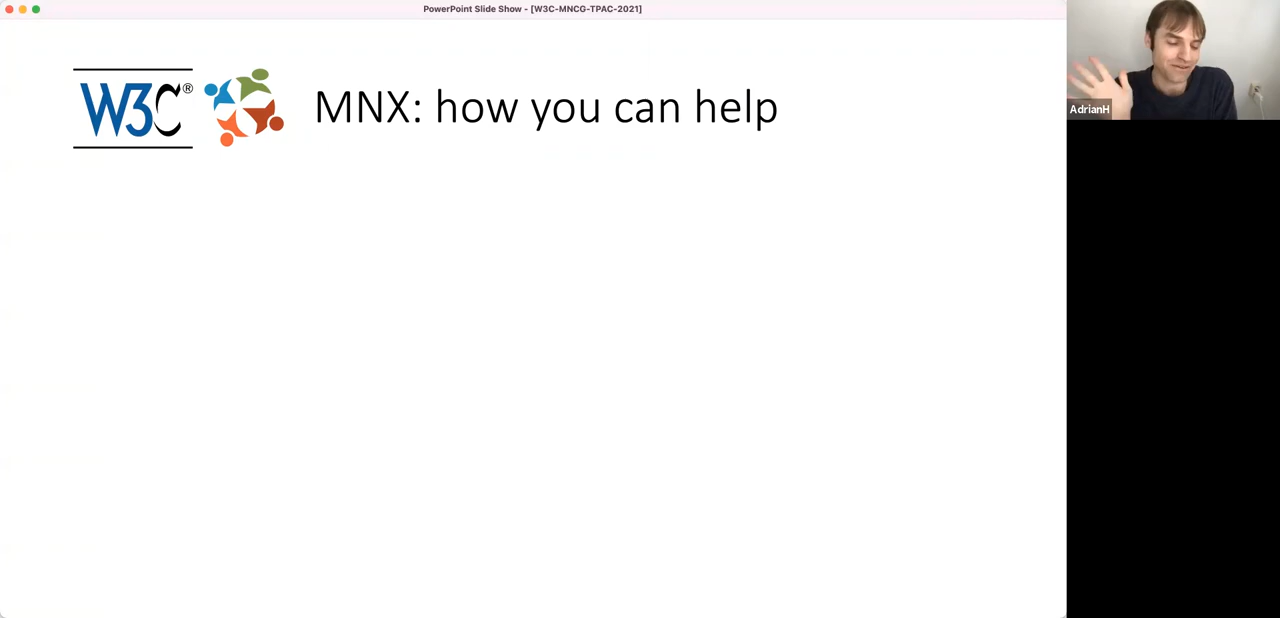 PowerPoint Slide Show - [W3C-MNCG-TPAC-2021]
W3C®
MNX: how you can help
AdrianH